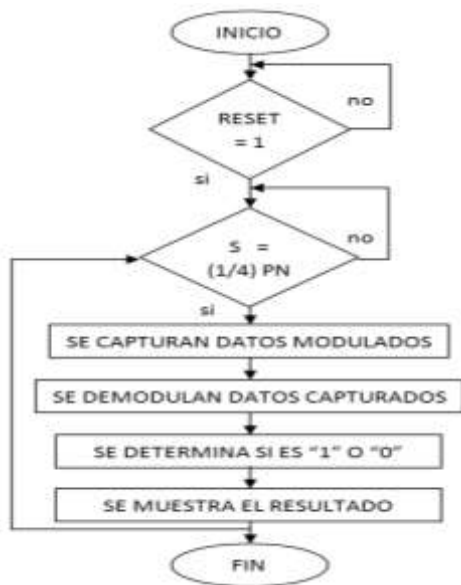 INICIO
no
RESET
= 1
si
S =
(1/4) PN
no
si
SE CAPTURAN DATOS MODULADOS
SE DEMODULAN DATOS CAPTURADOS
SE DETERMINA SI ES “1” O “0”
SE MUESTRA EL RESULTADO
FIN